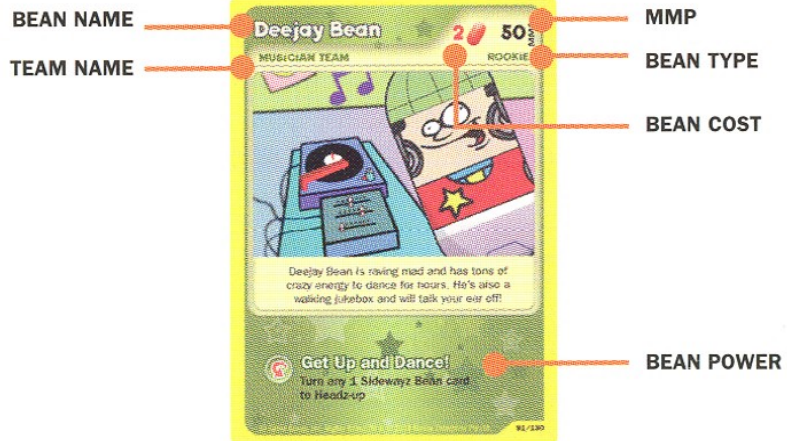 BEAN NAME
TEAM NAME
Deejay Bean
2
50
MMP
MUSICIAN TEAM
ROOKIE
MMP
BEAN TYPE
BEAN COST
Deejay Bean is raving mad and has tons of
crazy energy to dance for hours. He's also a
walking jukebox and will talk your ear off!
Get Up and Dance!
Turn any 1 Sidewayz Bean card
to Headz-up
BEAN POWER
91/130